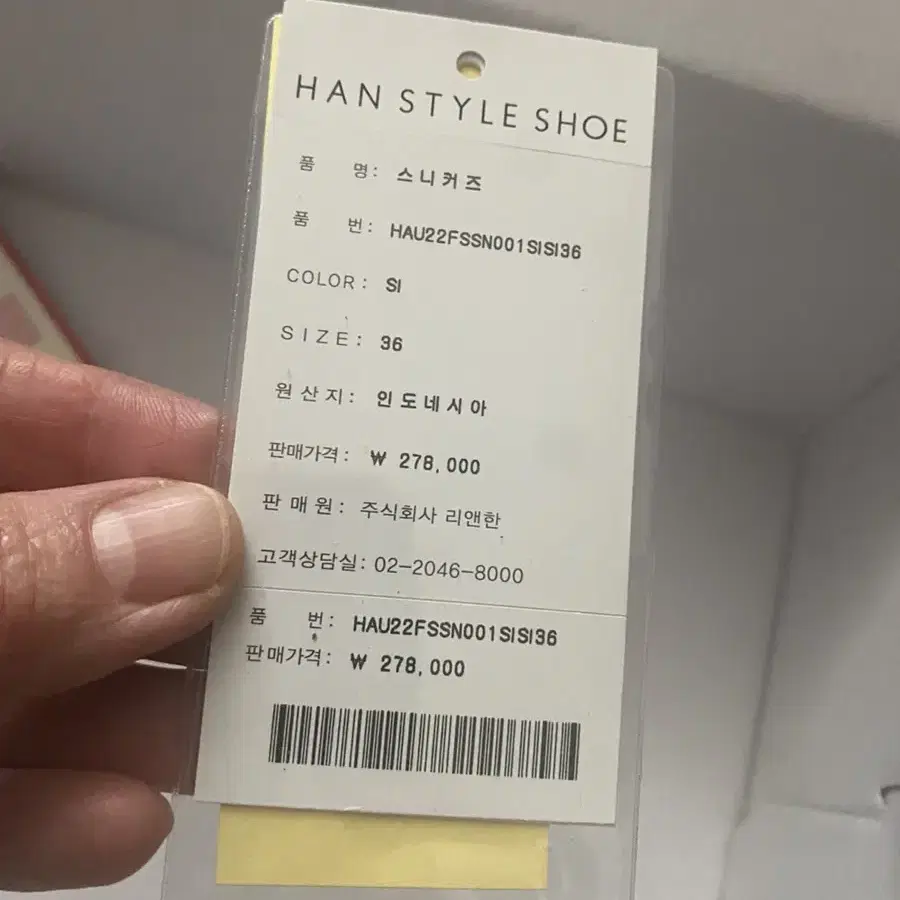 HAN STYLE SHOE
품 명: 스니커즈
품 번: HAU22FSSN001SISI36
COLOR: SI
SIZE: 36
원산지: 인도네시아
판매가격: ₩ 278,000
판매원: 주식회사 리앤한
고객상담실: 02-2046-8000
품 번: HAU22FSSN001SISI36
판매가격: ₩ 278,000